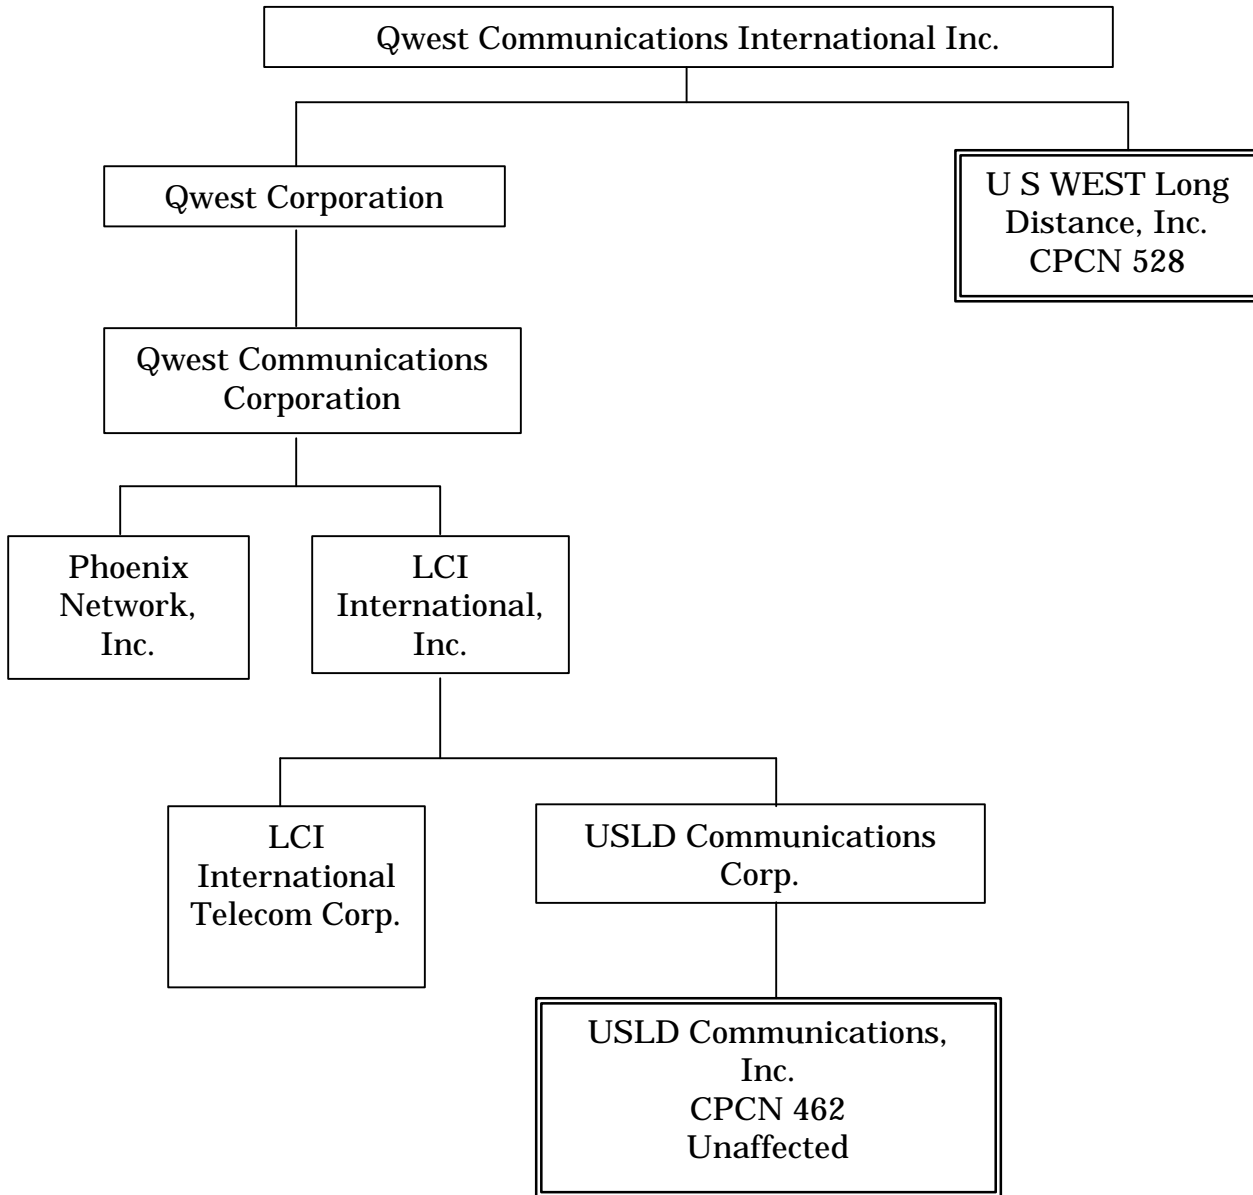 Qwest Communications International Inc.
Qwest Corporation
U S WEST Long
Distance, Inc.
CPCN 528
Qwest Communications
Corporation
Phoenix
Network,
Inc.
LCI
International,
Inc.
LCI
International
Telecom Corp.
USLD Communications
Corp.
USLD Communications,
Inc.
CPCN 462
Unaffected